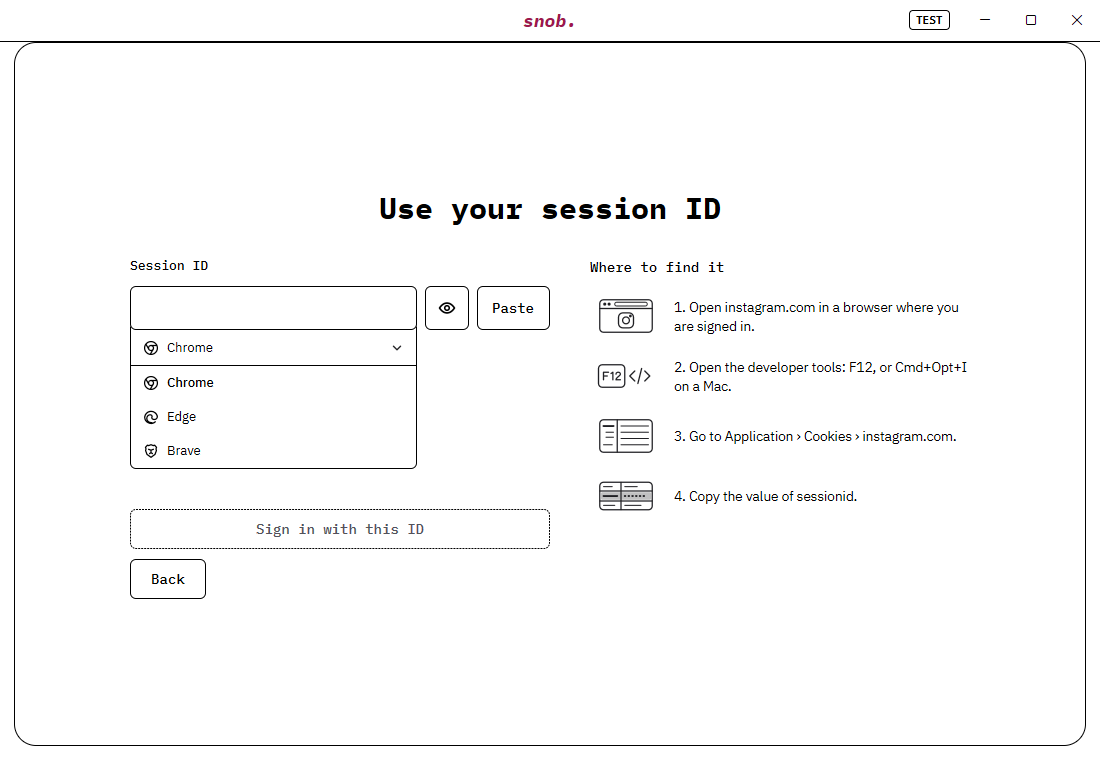 snob.
TEST
Use your session ID
Session ID
Paste
Chrome
Chrome
Edge
Brave
Sign in with this ID
Back
Where to find it
1. Open instagram.com in a browser where you
are signed in.
F12 </>
2. Open the developer tools: F12, or Cmd+Opt+I
on a Mac.
3. Go to Application › Cookies › instagram.com.
4. Copy the value of sessionid.